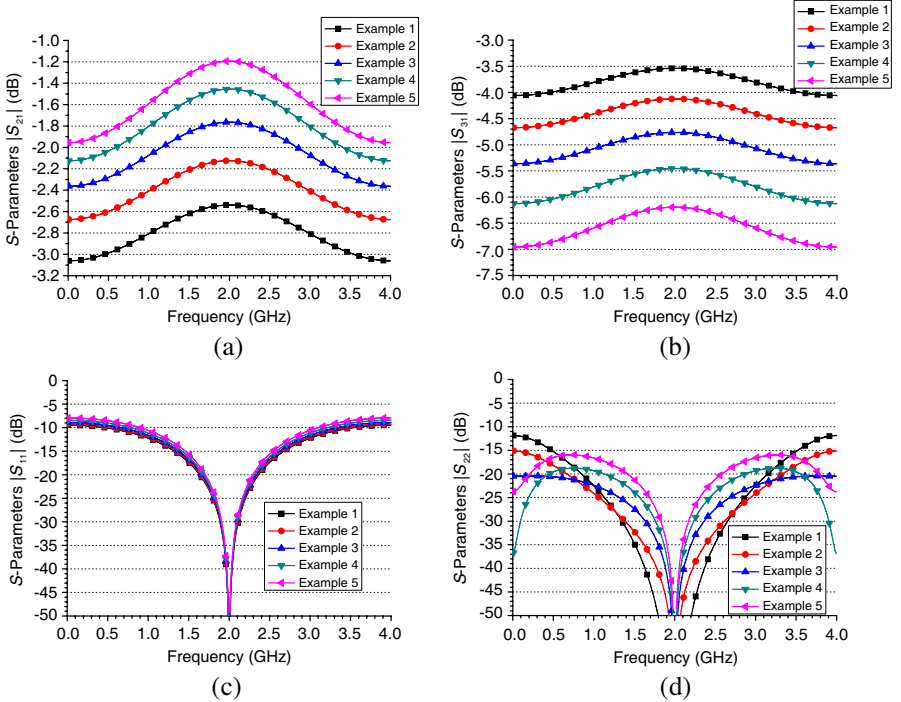 S-Parameters |S21| (dB)
-1.0
-1.2
-1.4
-1.6
-1.8
-2.0
-2.2
-2.4
-2.6
-2.8
-3.0
-3.2
Example 1
Example 2
Example 3
Example 4
Example 5
0.0 0.5 1.0 1.5 2.0 2.5 3.0 3.5 4.0
Frequency (GHz)
(a)
S-Parameters |S31| (dB)
-3.0
-3.5
-4.0
-4.5
-5.0
-5.5
-6.0
-6.5
-7.0
-7.5
Example 1
Example 2
Example 3
Example 4
Example 5
0.0 0.5 1.0 1.5 2.0 2.5 3.0 3.5 4.0
Frequency (GHz)
(b)
S-Parameters |S11| (dB)
0
-5
-10
-15
-20
-25
-30
-35
-40
-45
-50
Example 1
Example 2
Example 3
Example 4
Example 5
0.0 0.5 1.0 1.5 2.0 2.5 3.0 3.5 4.0
Frequency (GHz)
(c)
S-Parameters |S22| (dB)
0
-5
-10
-15
-20
-25
-30
-35
-40
-45
-50
Example 1
Example 2
Example 3
Example 4
Example 5
0.0 0.5 1.0 1.5 2.0 2.5 3.0 3.5 4.0
Frequency (GHz)
(d)